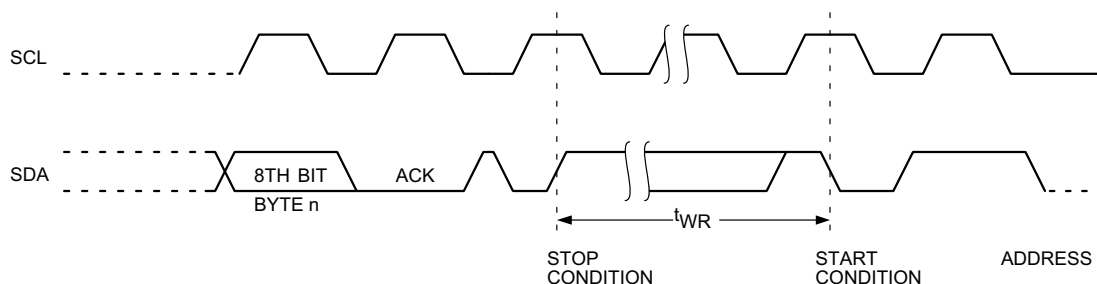 SCL
SDA
8TH BIT
ACK
BYTE n
tWR
STOP
CONDITION
START
CONDITION
ADDRESS